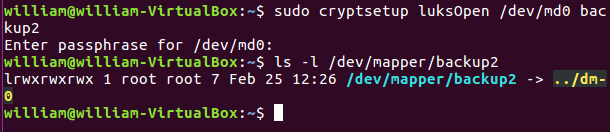 william@william-VirtualBox:~$ sudo cryptsetup luksOpen /dev/md0 bac
kup2
Enter passphrase for /dev/md0:
william@william-VirtualBox:~$ ls -l /dev/mapper/backup2
lrwxrwxrwx 1 root root 7 Feb 25 12:26 /dev/mapper/backup2 -> ../dm-
0
william@william-VirtualBox:~$